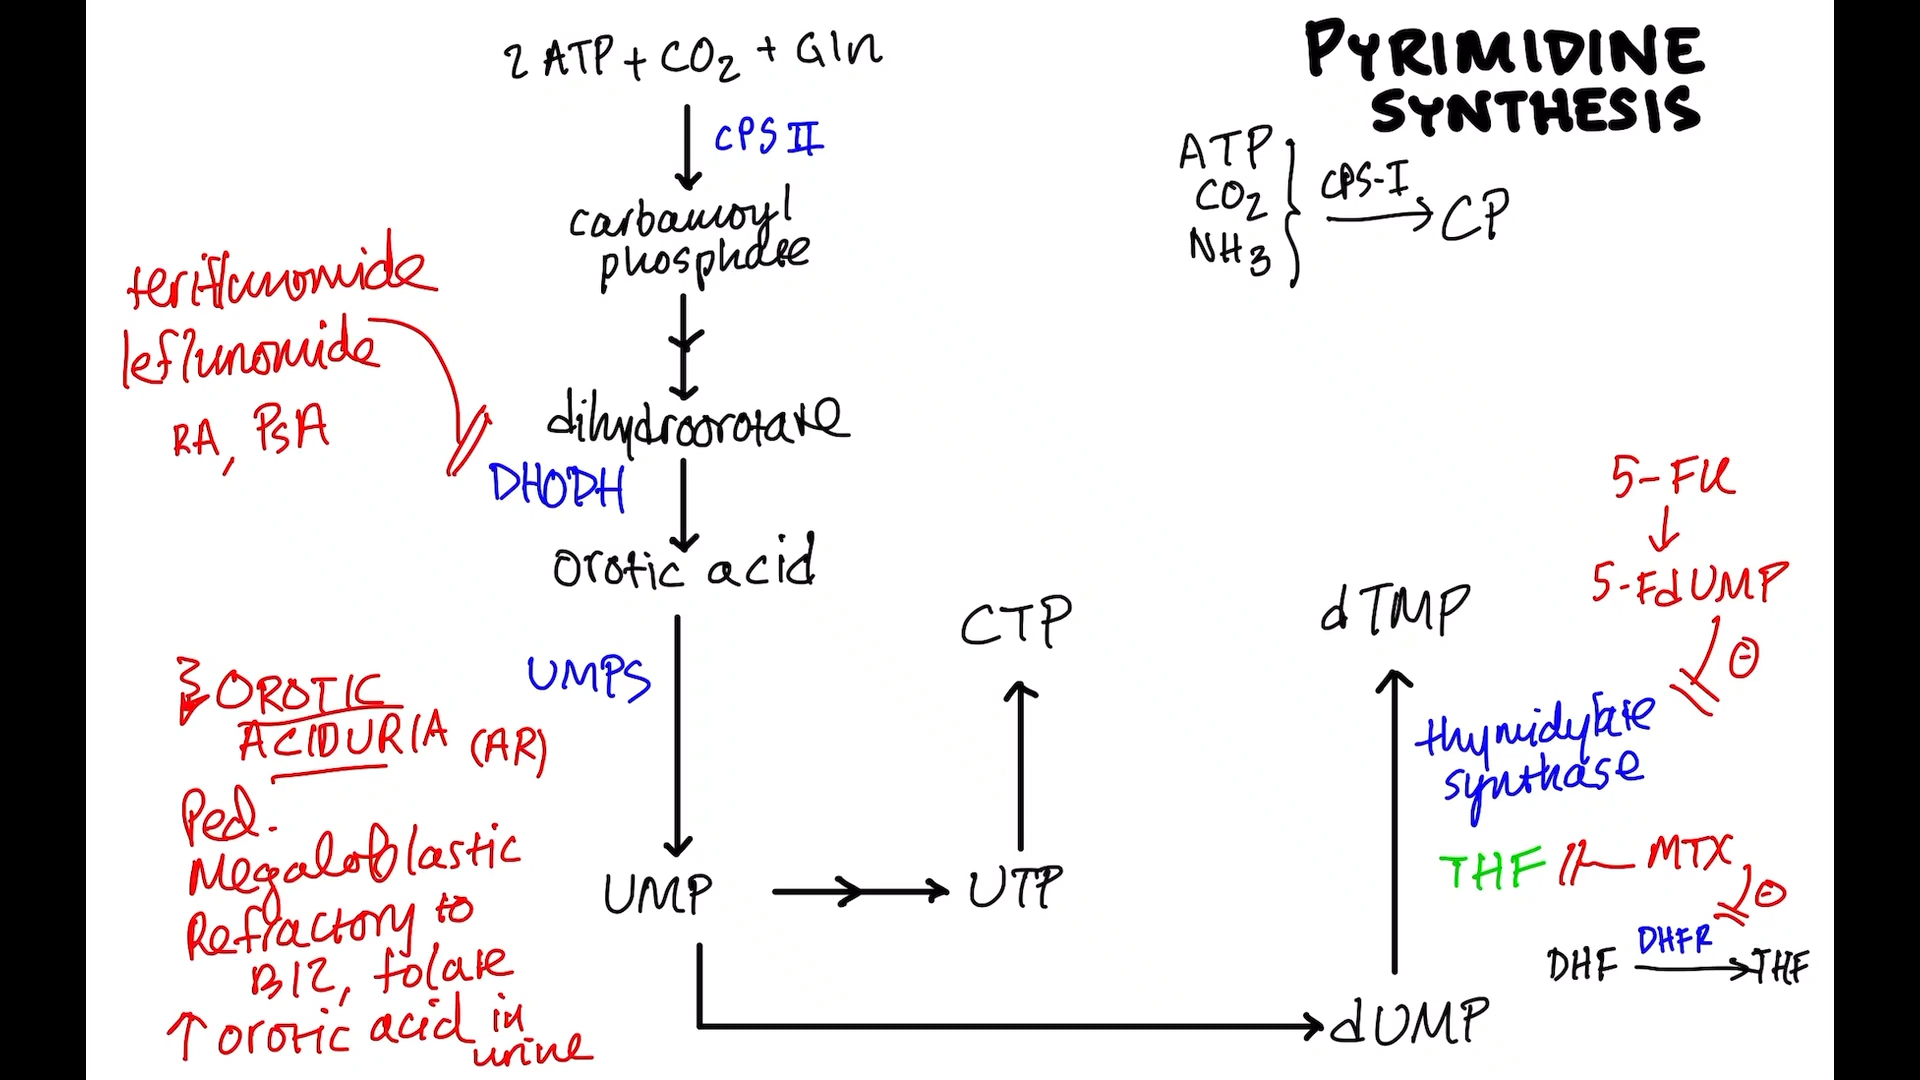 PYRIMIDINE
SYNTHESIS
2 ATP + CO2 + Gln
CPS II
carbamoyl
phosphate
ATP
CO2
NH3
CPS-I
CP
teriflunomide
leflunomide
RA, PsA
dihydroorotate
DHODH
orotic acid
UMPS
OROTIC
ACIDURIA (AR)
Ped.
Megaloblastic
Refractory to
B12, folate
↑ orotic acid in
urine
UMP
UTP
CTP
dUMP
dTMP
5-FU
5-FdUMP
⊖
thymidylate
synthase
THF
MTX
⊖
DHFR
DHF
THF